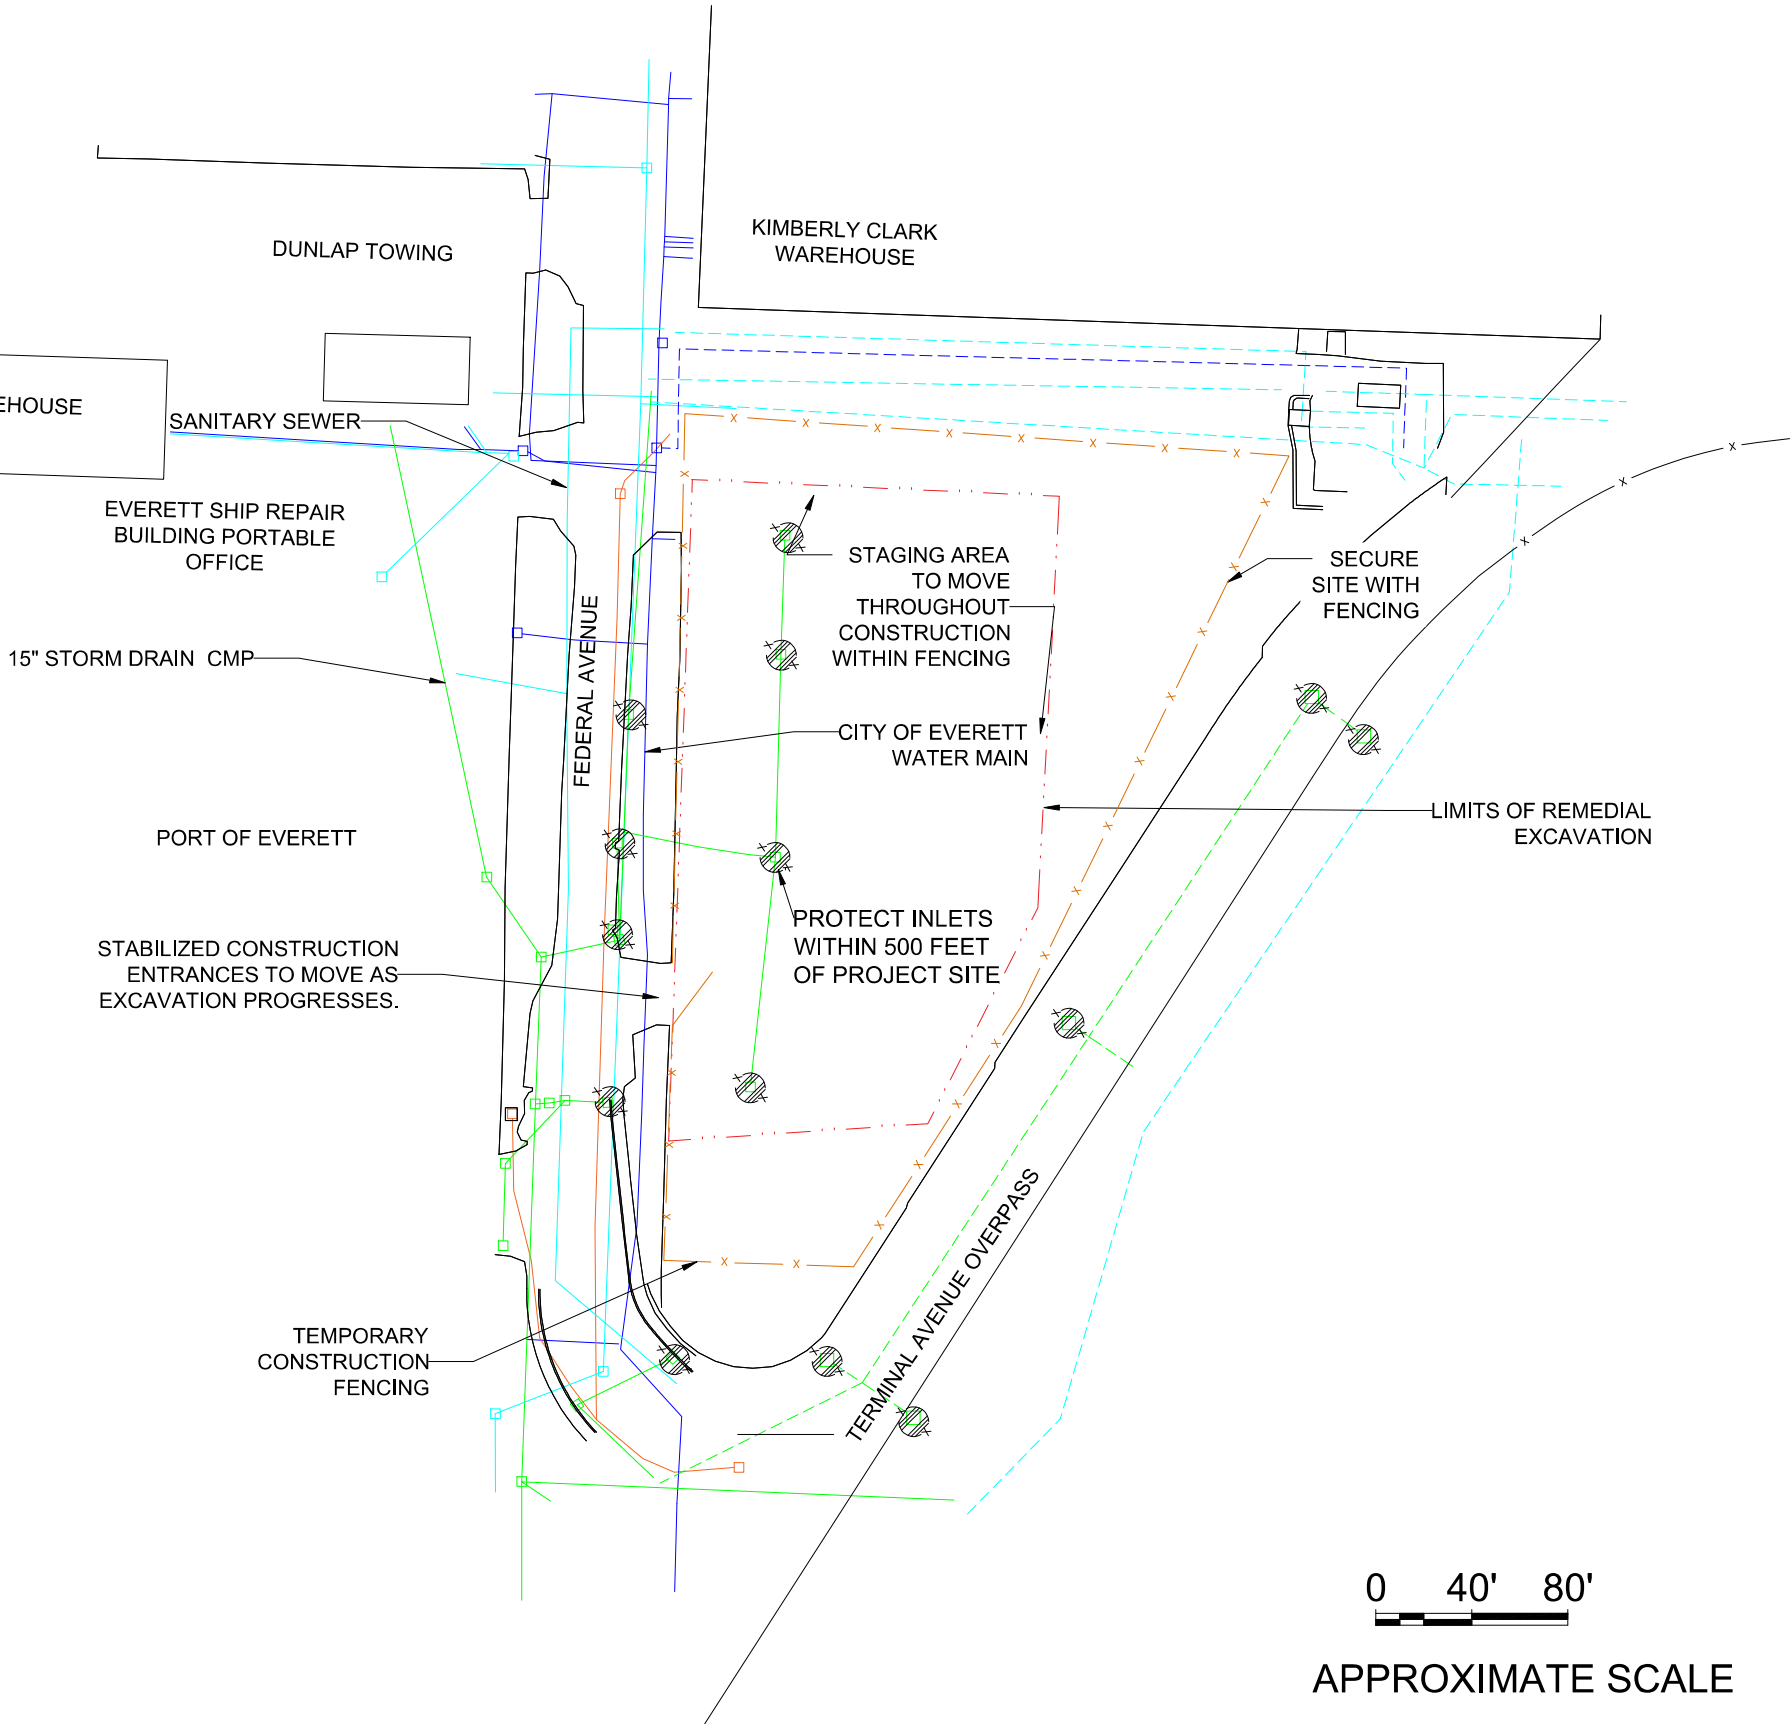 KIMBERLY CLARK
WAREHOUSE
DUNLAP TOWING
EHOUSE
SANITARY SEWER
EVERETT SHIP REPAIR
BUILDING PORTABLE
OFFICE
STAGING AREA
TO MOVE
THROUGHOUT
CONSTRUCTION
WITHIN FENCING
SECURE
SITE WITH
FENCING
15" STORM DRAIN CMP
FEDERAL AVENUE
CITY OF EVERETT
WATER MAIN
LIMITS OF REMEDIAL
EXCAVATION
PORT OF EVERETT
PROTECT INLETS
WITHIN 500 FEET
OF PROJECT SITE
STABILIZED CONSTRUCTION
ENTRANCES TO MOVE AS
EXCAVATION PROGRESSES.
TERMINAL AVENUE OVERPASS
TEMPORARY
CONSTRUCTION
FENCING
0 40' 80'
APPROXIMATE SCALE